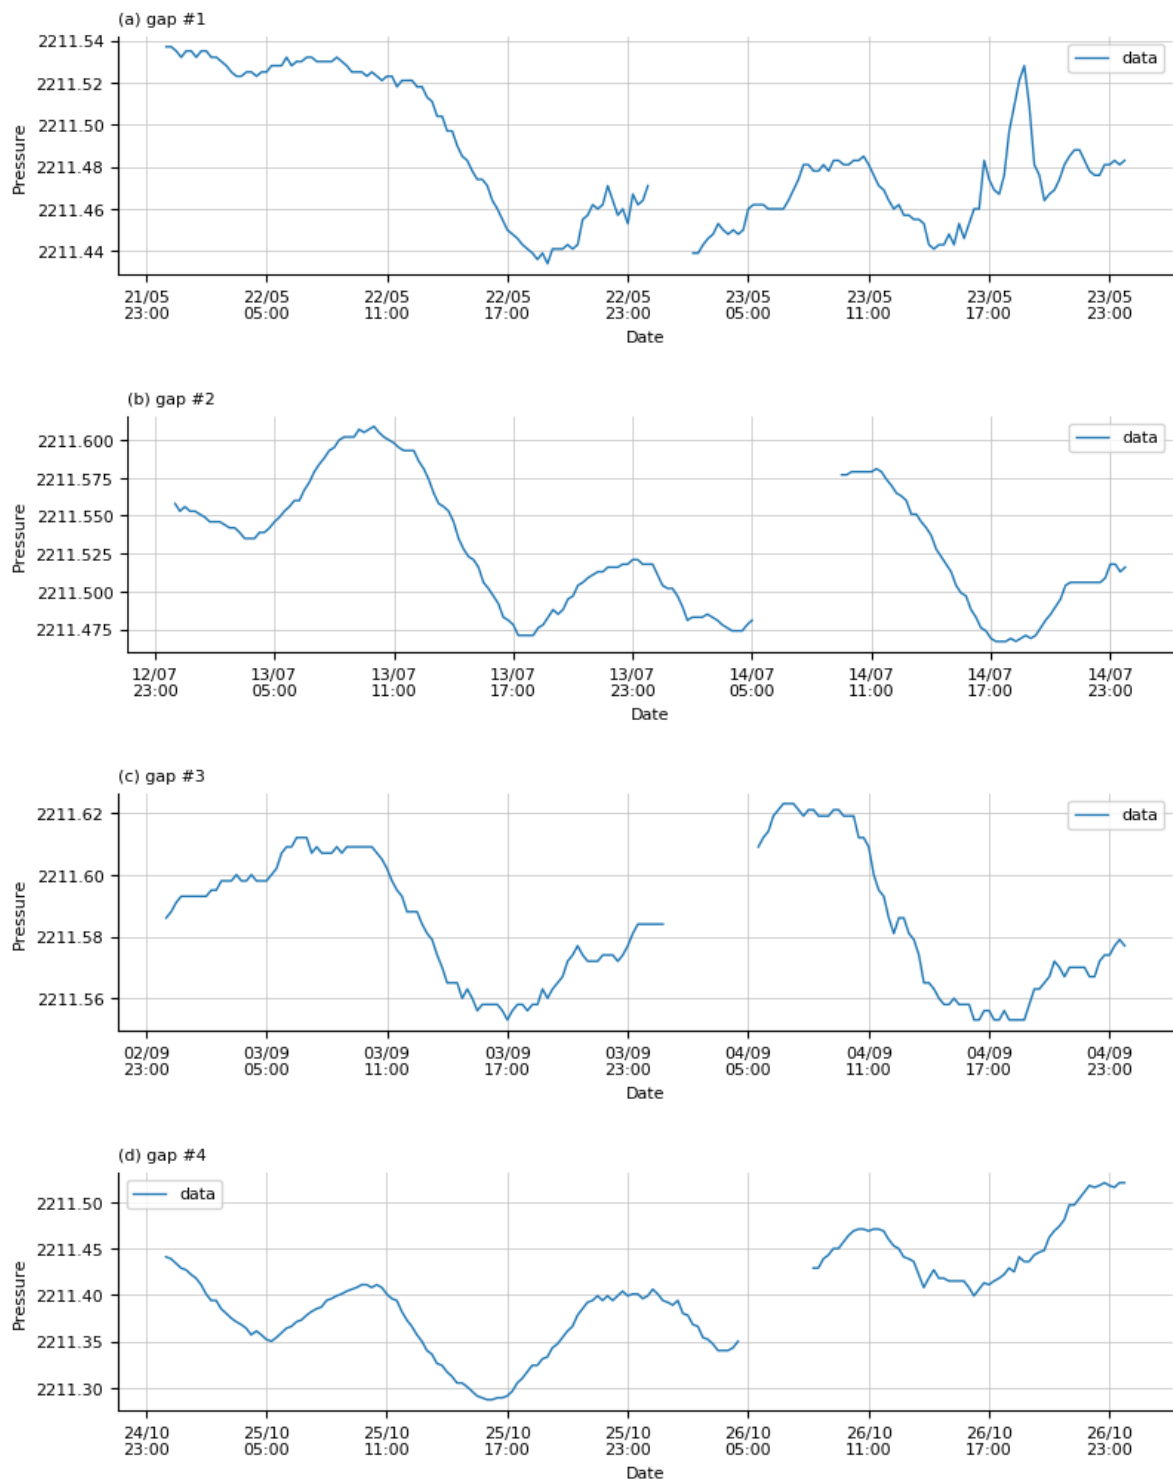 (a) gap #1
2211.54
2211.52
2211.50
2211.48
2211.46
2211.44
Pressure
data
21/05 22/05 22/05 22/05 22/05 23/05 23/05 23/05 23/05
23:00 05:00 11:00 17:00 23:00 05:00 11:00 17:00 23:00
Date
(b) gap #2
2211.600
2211.575
2211.550
2211.525
2211.500
2211.475
Pressure
data
12/07 13/07 13/07 13/07 13/07 14/07 14/07 14/07 14/07
23:00 05:00 11:00 17:00 23:00 05:00 11:00 17:00 23:00
Date
(c) gap #3
2211.62
2211.60
2211.58
2211.56
Pressure
data
02/09 03/09 03/09 03/09 03/09 04/09 04/09 04/09 04/09
23:00 05:00 11:00 17:00 23:00 05:00 11:00 17:00 23:00
Date
(d) gap #4
2211.50
2211.45
2211.40
2211.35
2211.30
Pressure
data
24/10 25/10 25/10 25/10 25/10 26/10 26/10 26/10 26/10
23:00 05:00 11:00 17:00 23:00 05:00 11:00 17:00 23:00
Date